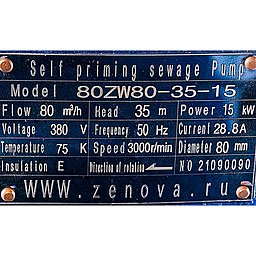 Self priming sewage Pump
Model 80ZW80-35-15
Flow 80 m³/h Head 35 m Power 15 kW
Voltage 380 V Frequency 50 Hz Current 28.8A
Temperature 75 K Speed 3000r/min Diameter 80 mm
Insulation E Direction of rotation NO 21090090
WWW.zenova.ru